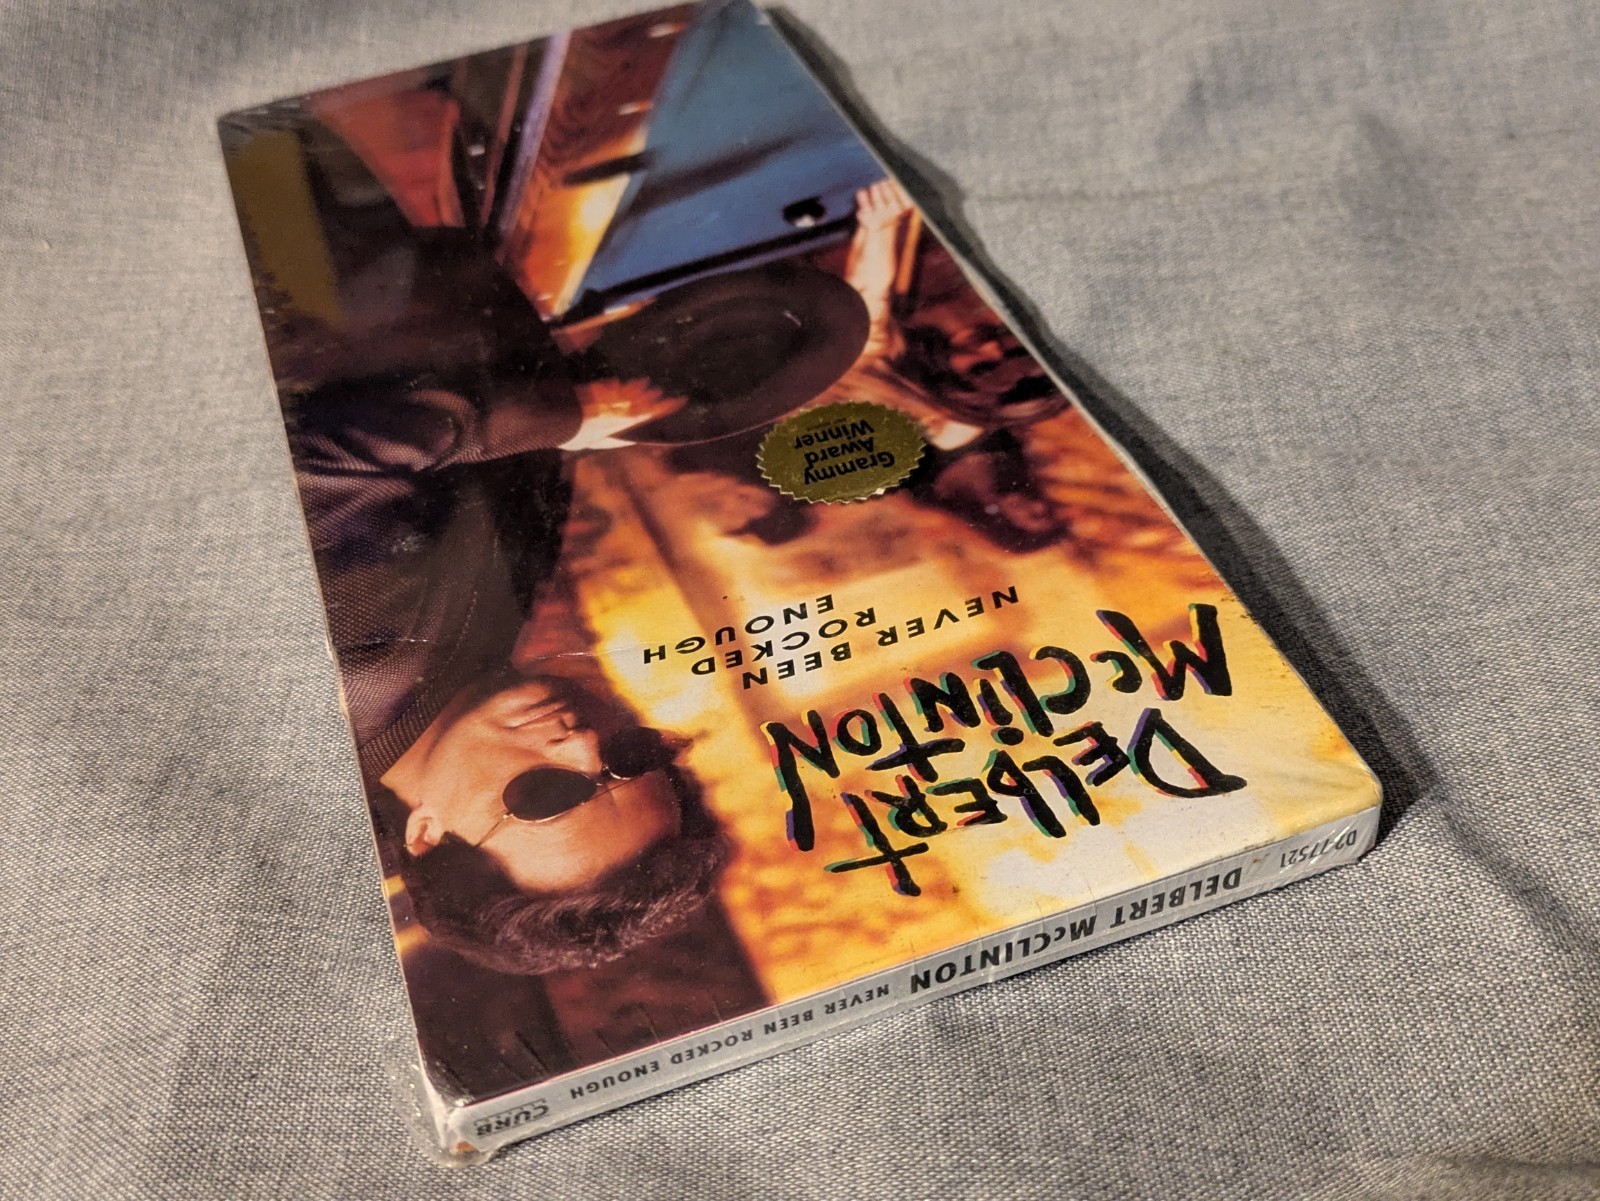 DELBERT
McCLINTON
NEVER BEEN
ROCKED
ENOUGH
Grammy
Award
Winner
D2-77521 DELBERT McCLINTON NEVER BEEN ROCKED ENOUGH CURB